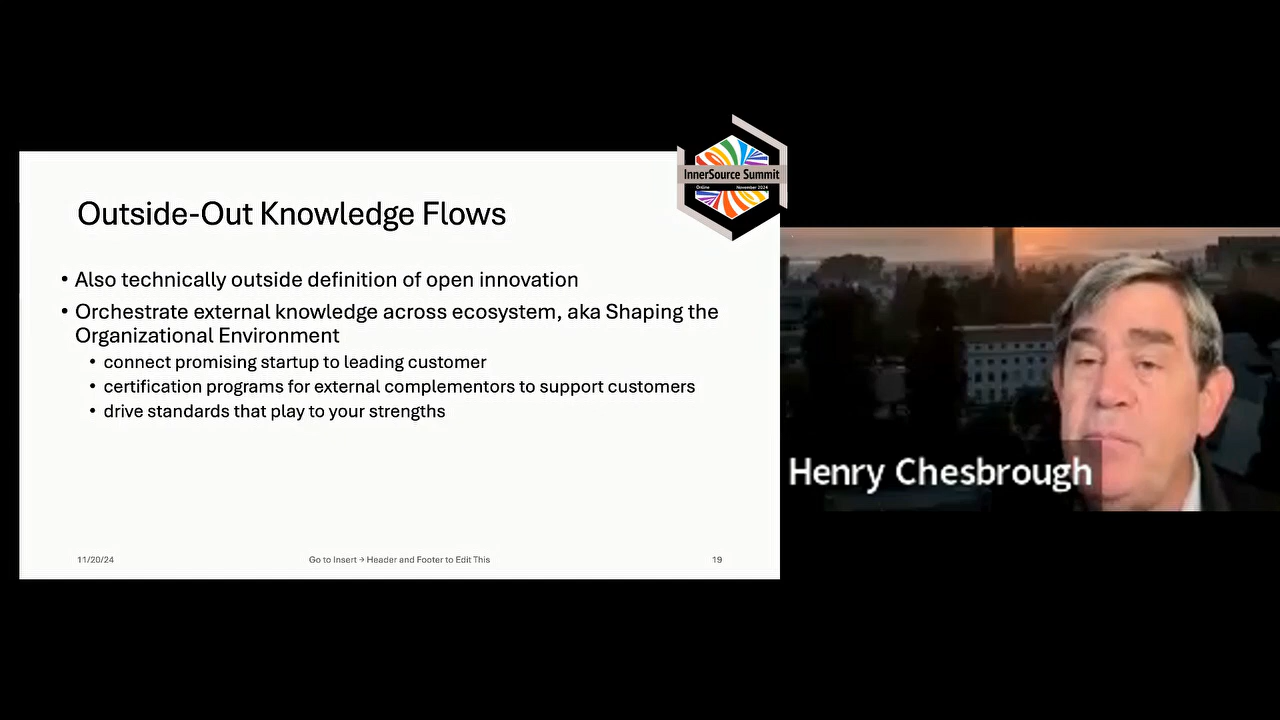 InnerSource Summit
Online November 2024
Outside-Out Knowledge Flows
• Also technically outside definition of open innovation
• Orchestrate external knowledge across ecosystem, aka Shaping the
Organizational Environment
• connect promising startup to leading customer
• certification programs for external complementors to support customers
• drive standards that play to your strengths
11/20/24 Go to Insert → Header and Footer to Edit This 19
Henry Chesbrough